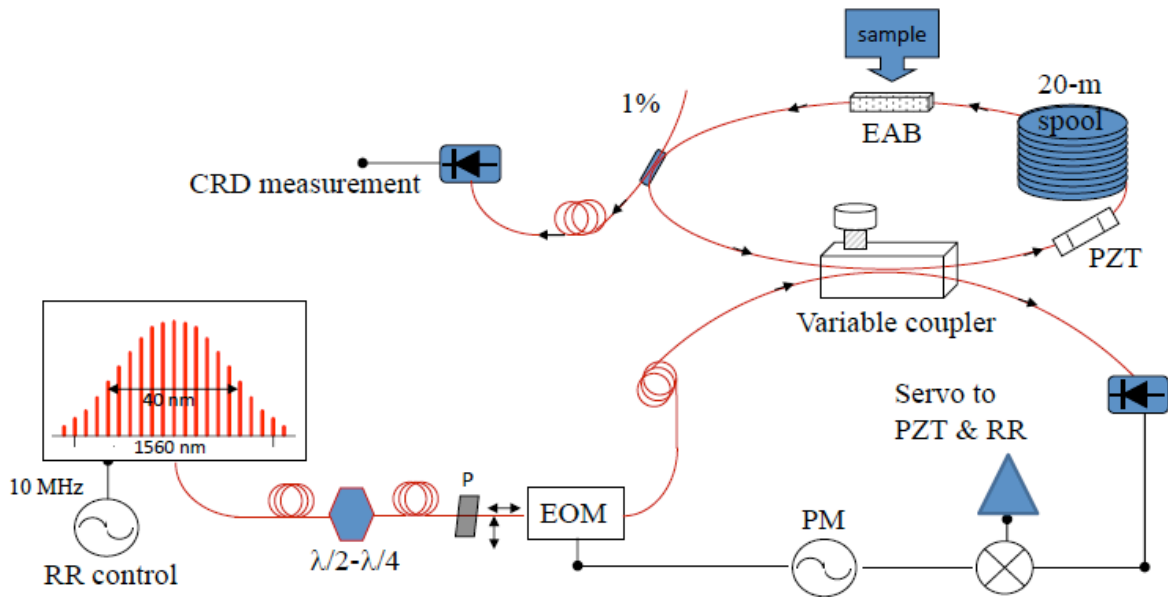 sample
1%
20-m
spool
EAB
CRD measurement
PZT
Variable coupler
40 nm
1560 nm
Servo to
PZT & RR
10 MHz
P
EOM
PM
λ/2-λ/4
RR control